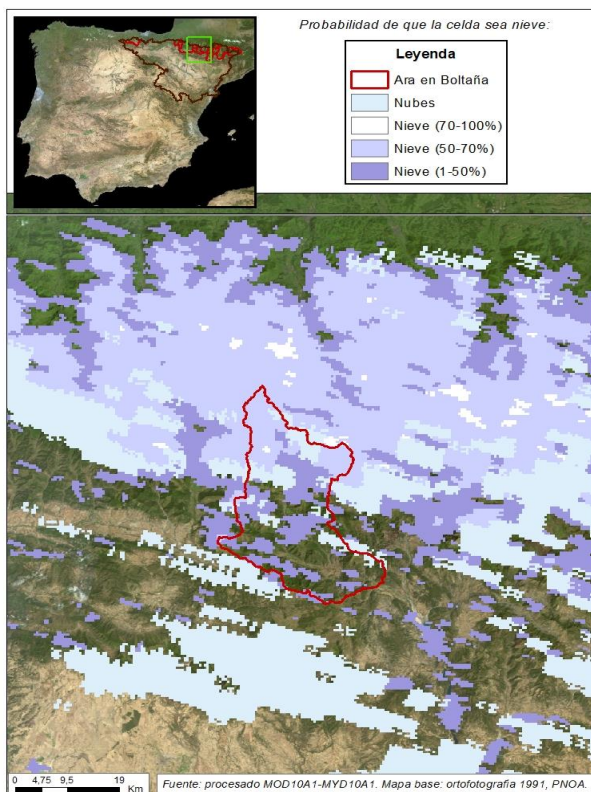 Probabilidad de que la celda sea nieve:
Leyenda
Ara en Boltaña
Nubes
Nieve (70-100%)
Nieve (50-70%)
Nieve (1-50%)
0 4,75 9,5 19
Km
Fuente: procesado MOD10A1-MYD10A1. Mapa base: ortofotografía 1991, PNOA.